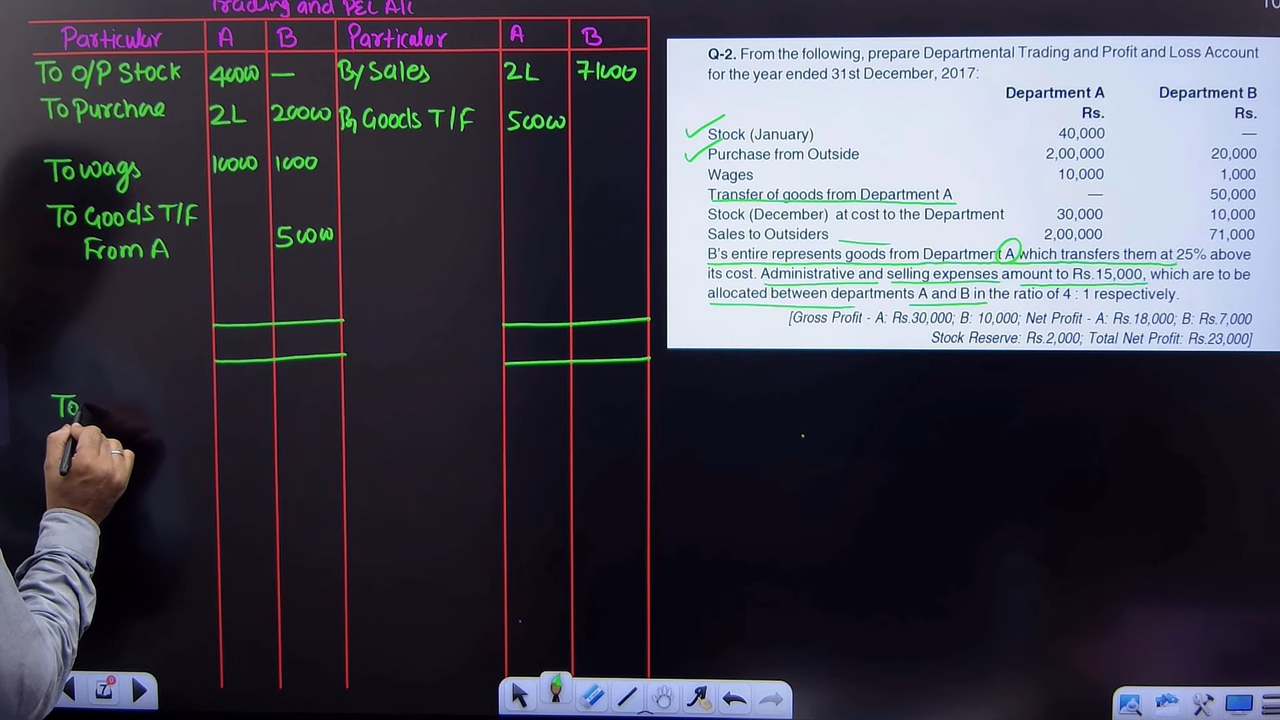 Trading and P&L A/c
Particular A B Particular A B
To O/P Stock 40000 — By Sales 2L 71000
To Purchase 2L 20000 By Goods T/F 50000
To wags 10000 1000
To Goods T/F
From A 50000
To
Q-2. From the following, prepare Departmental Trading and Profit and Loss Account
for the year ended 31st December, 2017:
Department A Department B
Rs. Rs.
Stock (January) 40,000 —
Purchase from Outside 2,00,000 20,000
Wages 10,000 1,000
Transfer of goods from Department A — 50,000
Stock (December) at cost to the Department 30,000 10,000
Sales to Outsiders 2,00,000 71,000
B's entire represents goods from Department A which transfers them at 25% above
its cost. Administrative and selling expenses amount to Rs.15,000, which are to be
allocated between departments A and B in the ratio of 4 : 1 respectively.
[Gross Profit - A: Rs.30,000; B: 10,000; Net Profit - A: Rs.18,000; B: Rs.7,000
Stock Reserve: Rs.2,000; Total Net Profit: Rs.23,000]